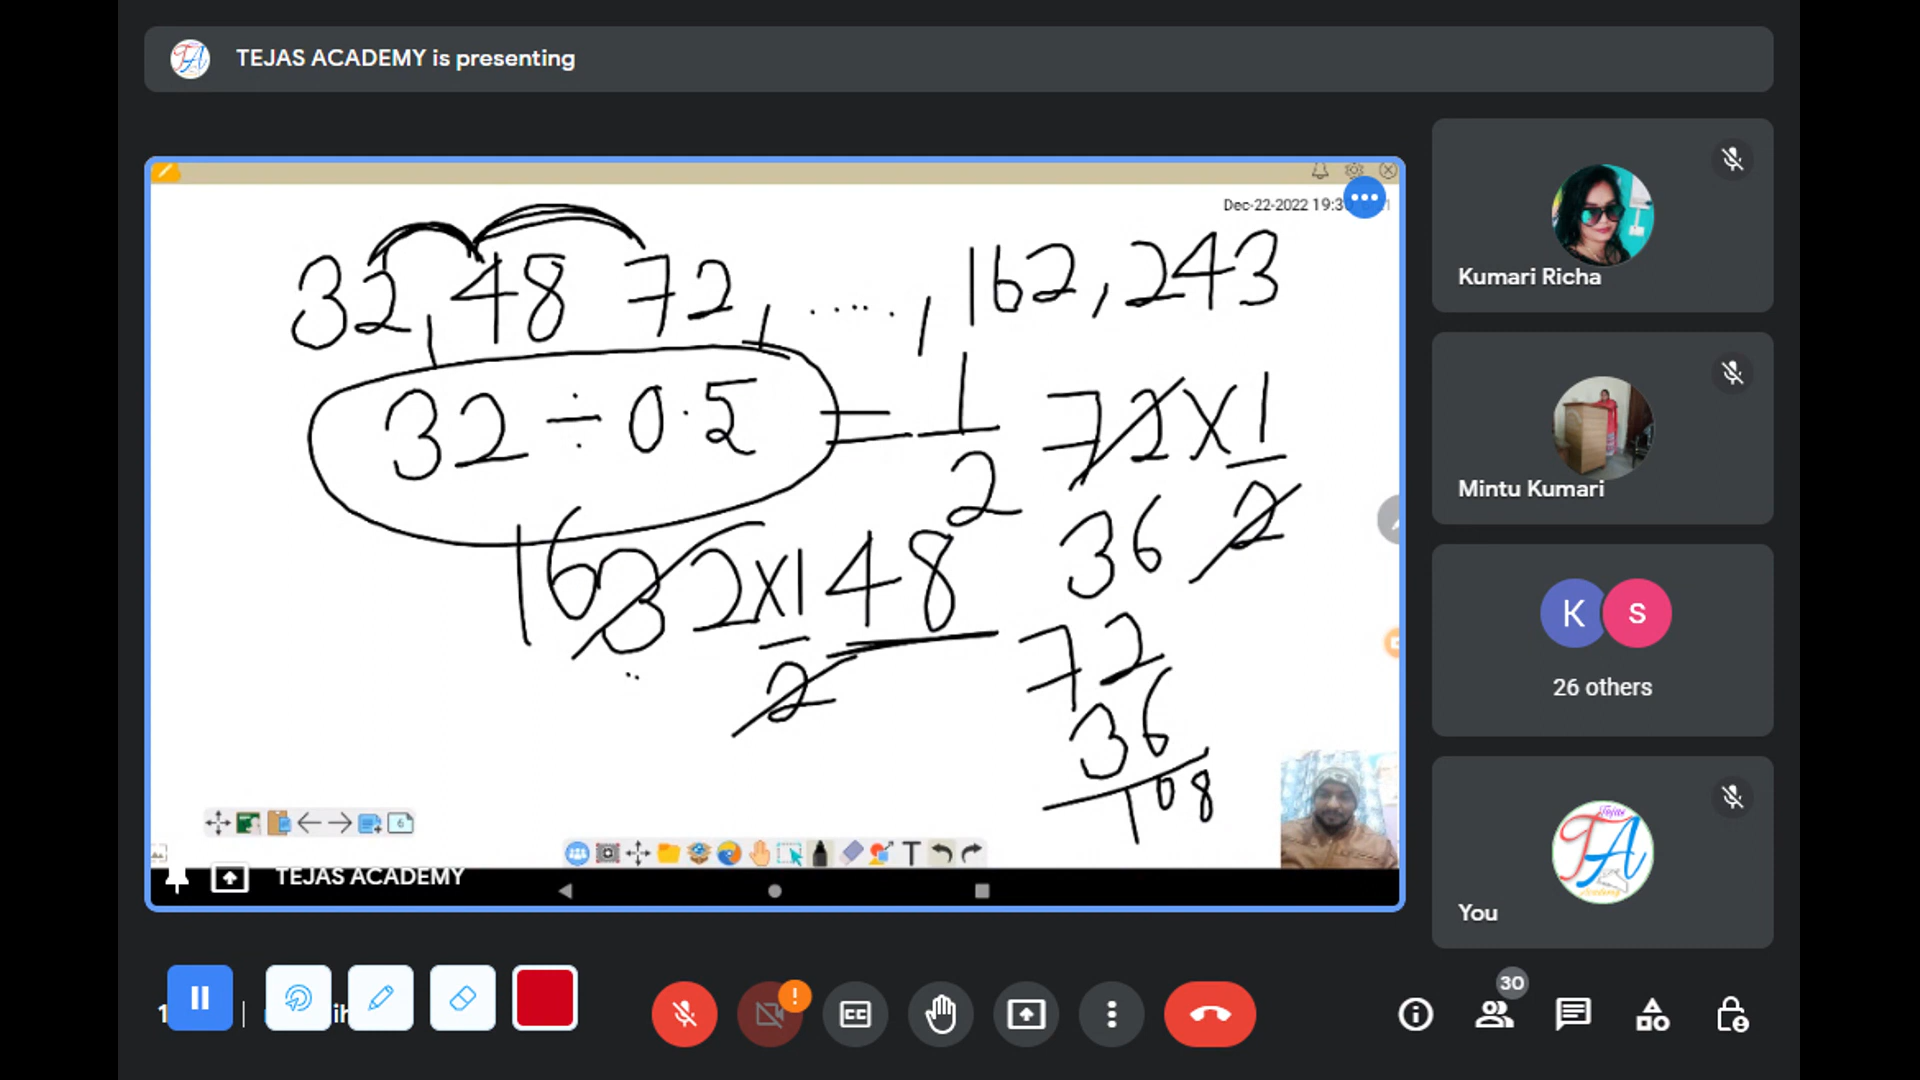 TEJAS ACADEMY is presenting
Dec-22-2022 19:3
32, 48 72, ....., 162, 243
32 ÷ 0.5 = 1/2
72 x 1/2
36
16 32 x 1/2 48
72
36
108
TEJAS ACADEMY
Kumari Richa
Mintu Kumari
K S
26 others
Tejas
TA
You
30